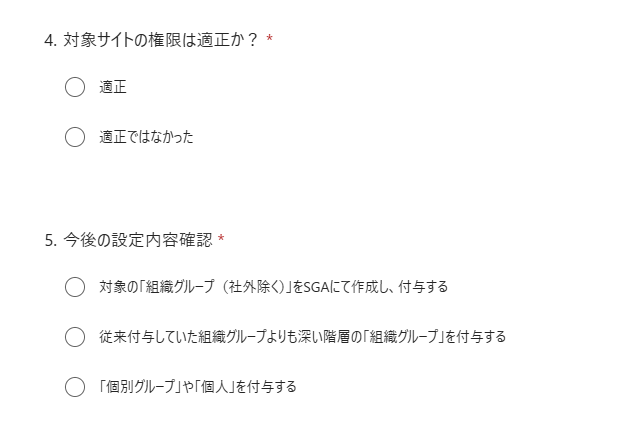 4. 対象サイトの権限は適正か？ *
適正
適正ではなかった
5. 今後の設定内容確認 *
対象の「組織グループ（社外除く）」をSGAにて作成し、付与する
従来付与していた組織グループよりも深い階層の「組織グループ」を付与する
「個別グループ」や「個人」を付与する